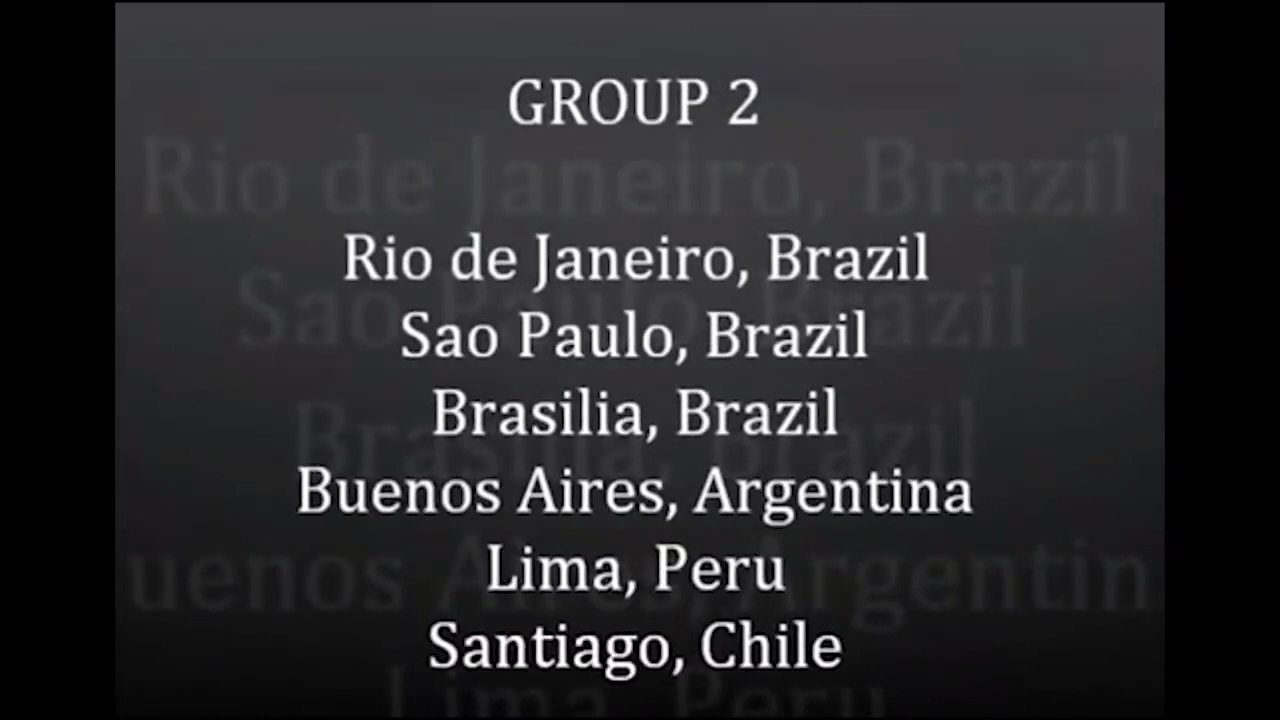 GROUP 2
Rio de Janeiro, Brazil
Sao Paulo, Brazil
Brasilia, Brazil
Buenos Aires, Argentina
Lima, Peru
Santiago, Chile